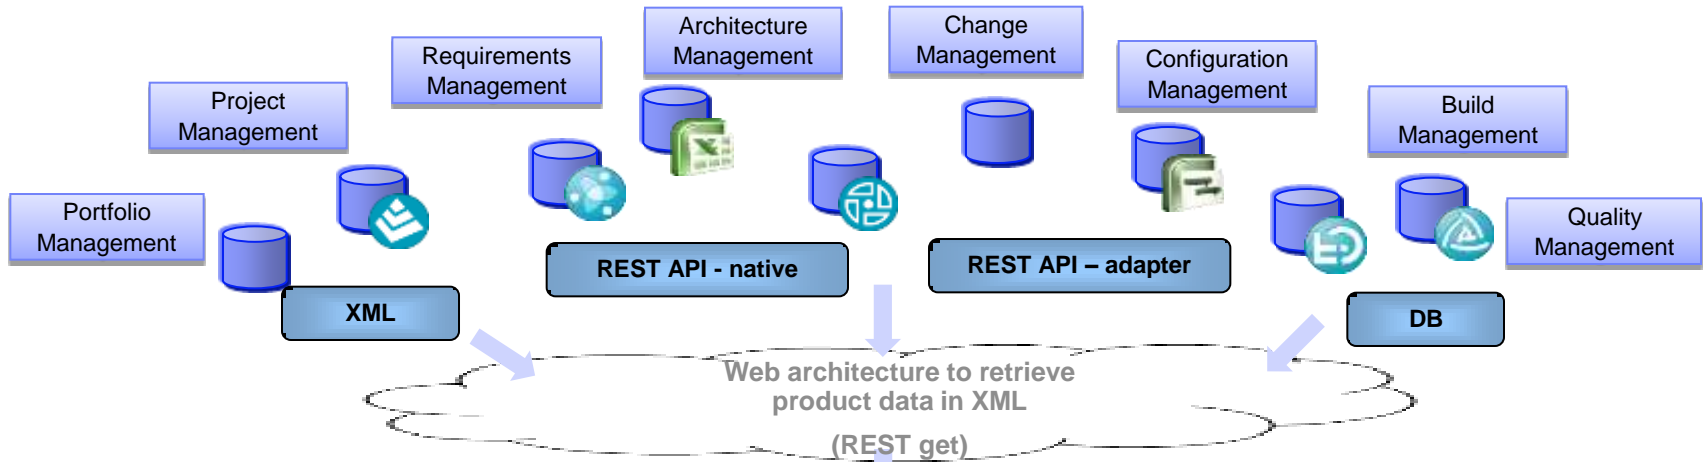 Architecture
Management
Change
Management
Requirements
Management
Configuration
Management
Project
Management
Build
Management
Portfolio
Management
Quality
Management
REST API - native
REST API – adapter
XML
DB
Web architecture to retrieve
product data in XML
(REST get)